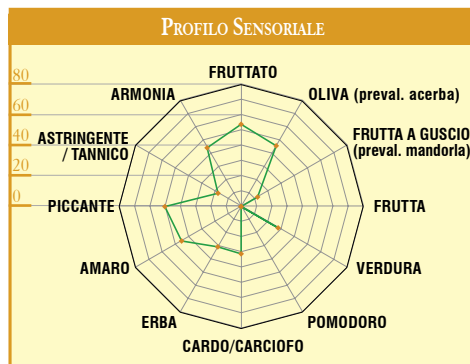 PROFILO SENSORIALE
80
60
40
20
0
FRUTTATO
OLIVA (preval. acerba)
FRUTTA A GUSCIO
(preval. mandorla)
FRUTTA
VERDURA
POMODORO
CARDO/CARCIOFO
ERBA
AMARO
PICCANTE
ASTRINGENTE
/ TANNICO
ARMONIA